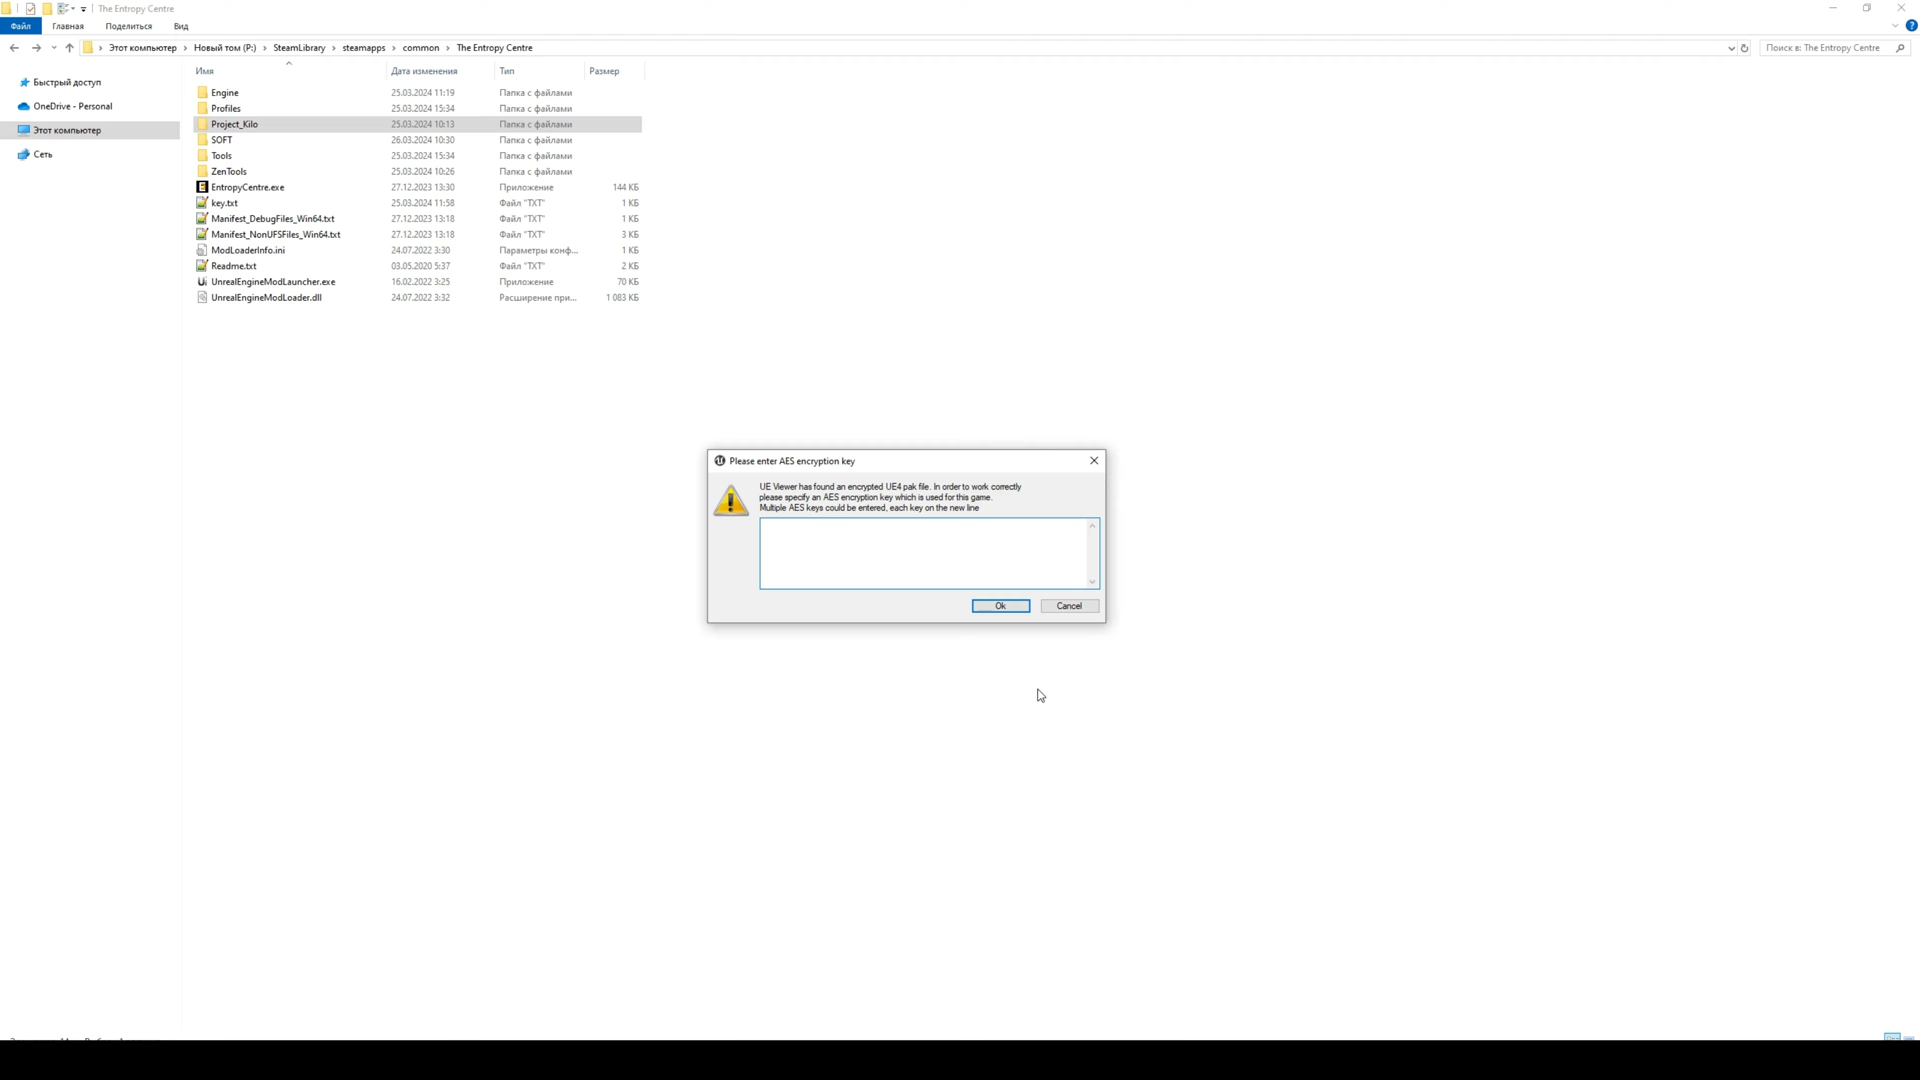 The Entropy Centre
Файл Главная Поделиться Вид
Этот компьютер Новый том (P:) SteamLibrary steamapps common The Entropy Centre Поиск в: The Entropy Centre
Имя Дата изменения Тип Размер
Быстрый доступ
OneDrive - Personal
Этот компьютер
Сеть
Engine 25.03.2024 11:19 Папка с файлами
Profiles 25.03.2024 15:34 Папка с файлами
Project_Kilo 25.03.2024 10:13 Папка с файлами
SOFT 26.03.2024 10:30 Папка с файлами
Tools 25.03.2024 15:34 Папка с файлами
ZenTools 25.03.2024 10:26 Папка с файлами
EntropyCentre.exe 27.12.2023 13:30 Приложение 144 КБ
key.txt 25.03.2024 11:58 Файл "TXT" 1 КБ
Manifest_DebugFiles_Win64.txt 27.12.2023 13:18 Файл "TXT" 1 КБ
Manifest_NonUFSFiles_Win64.txt 27.12.2023 13:18 Файл "TXT" 3 КБ
ModLoaderInfo.ini 24.07.2022 3:30 Параметры конф... 1 КБ
Readme.txt 03.05.2020 5:37 Файл "TXT" 2 КБ
UnrealEngineModLauncher.exe 16.02.2022 3:25 Приложение 70 КБ
UnrealEngineModLoader.dll 24.07.2022 3:32 Расширение при... 1 083 КБ
Please enter AES encryption key
UE Viewer has found an encrypted UE4 pak file. In order to work correctly
please specify an AES encryption key which is used for this game.
Multiple AES keys could be entered, each key on the new line
Ok Cancel